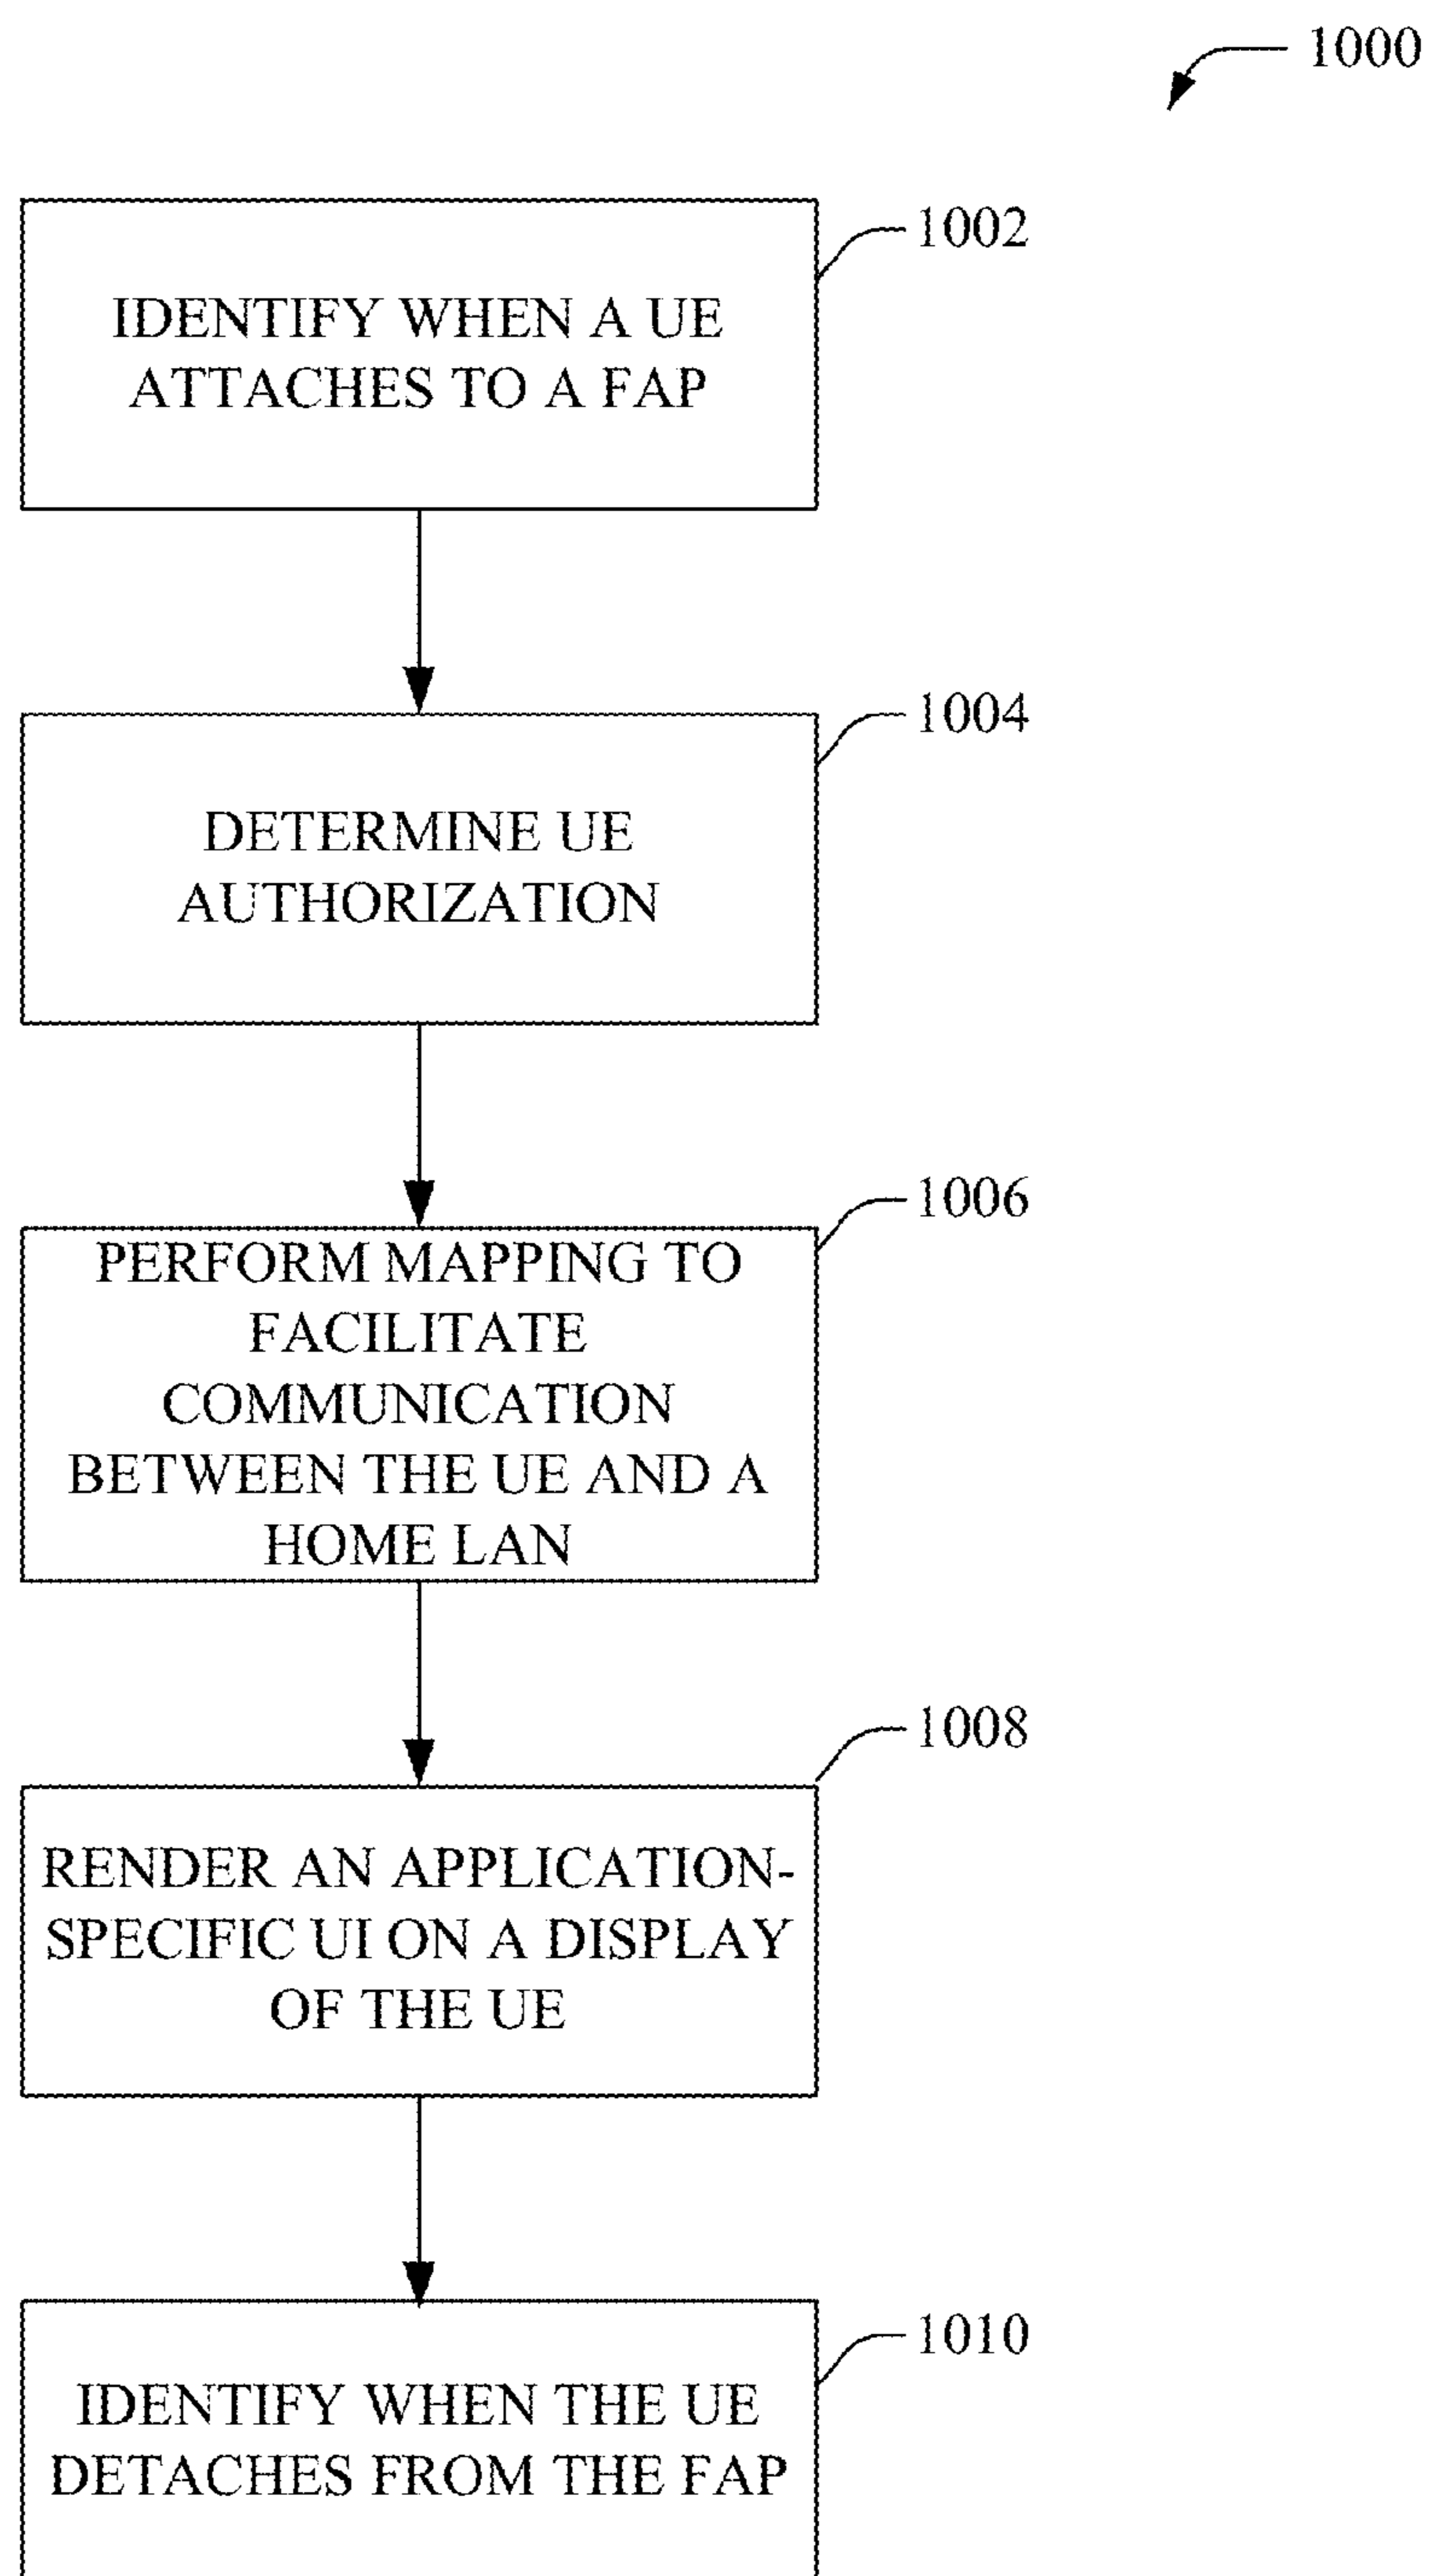 1000
1002
IDENTIFY WHEN A UE
ATTACHES TO A FAP
1004
DETERMINE UE
AUTHORIZATION
1006
PERFORM MAPPING TO
FACILITATE
COMMUNICATION
BETWEEN THE UE AND A
HOME LAN
1008
RENDER AN APPLICATION-
SPECIFIC UI ON A DISPLAY
OF THE UE
1010
IDENTIFY WHEN THE UE
DETACHES FROM THE FAP